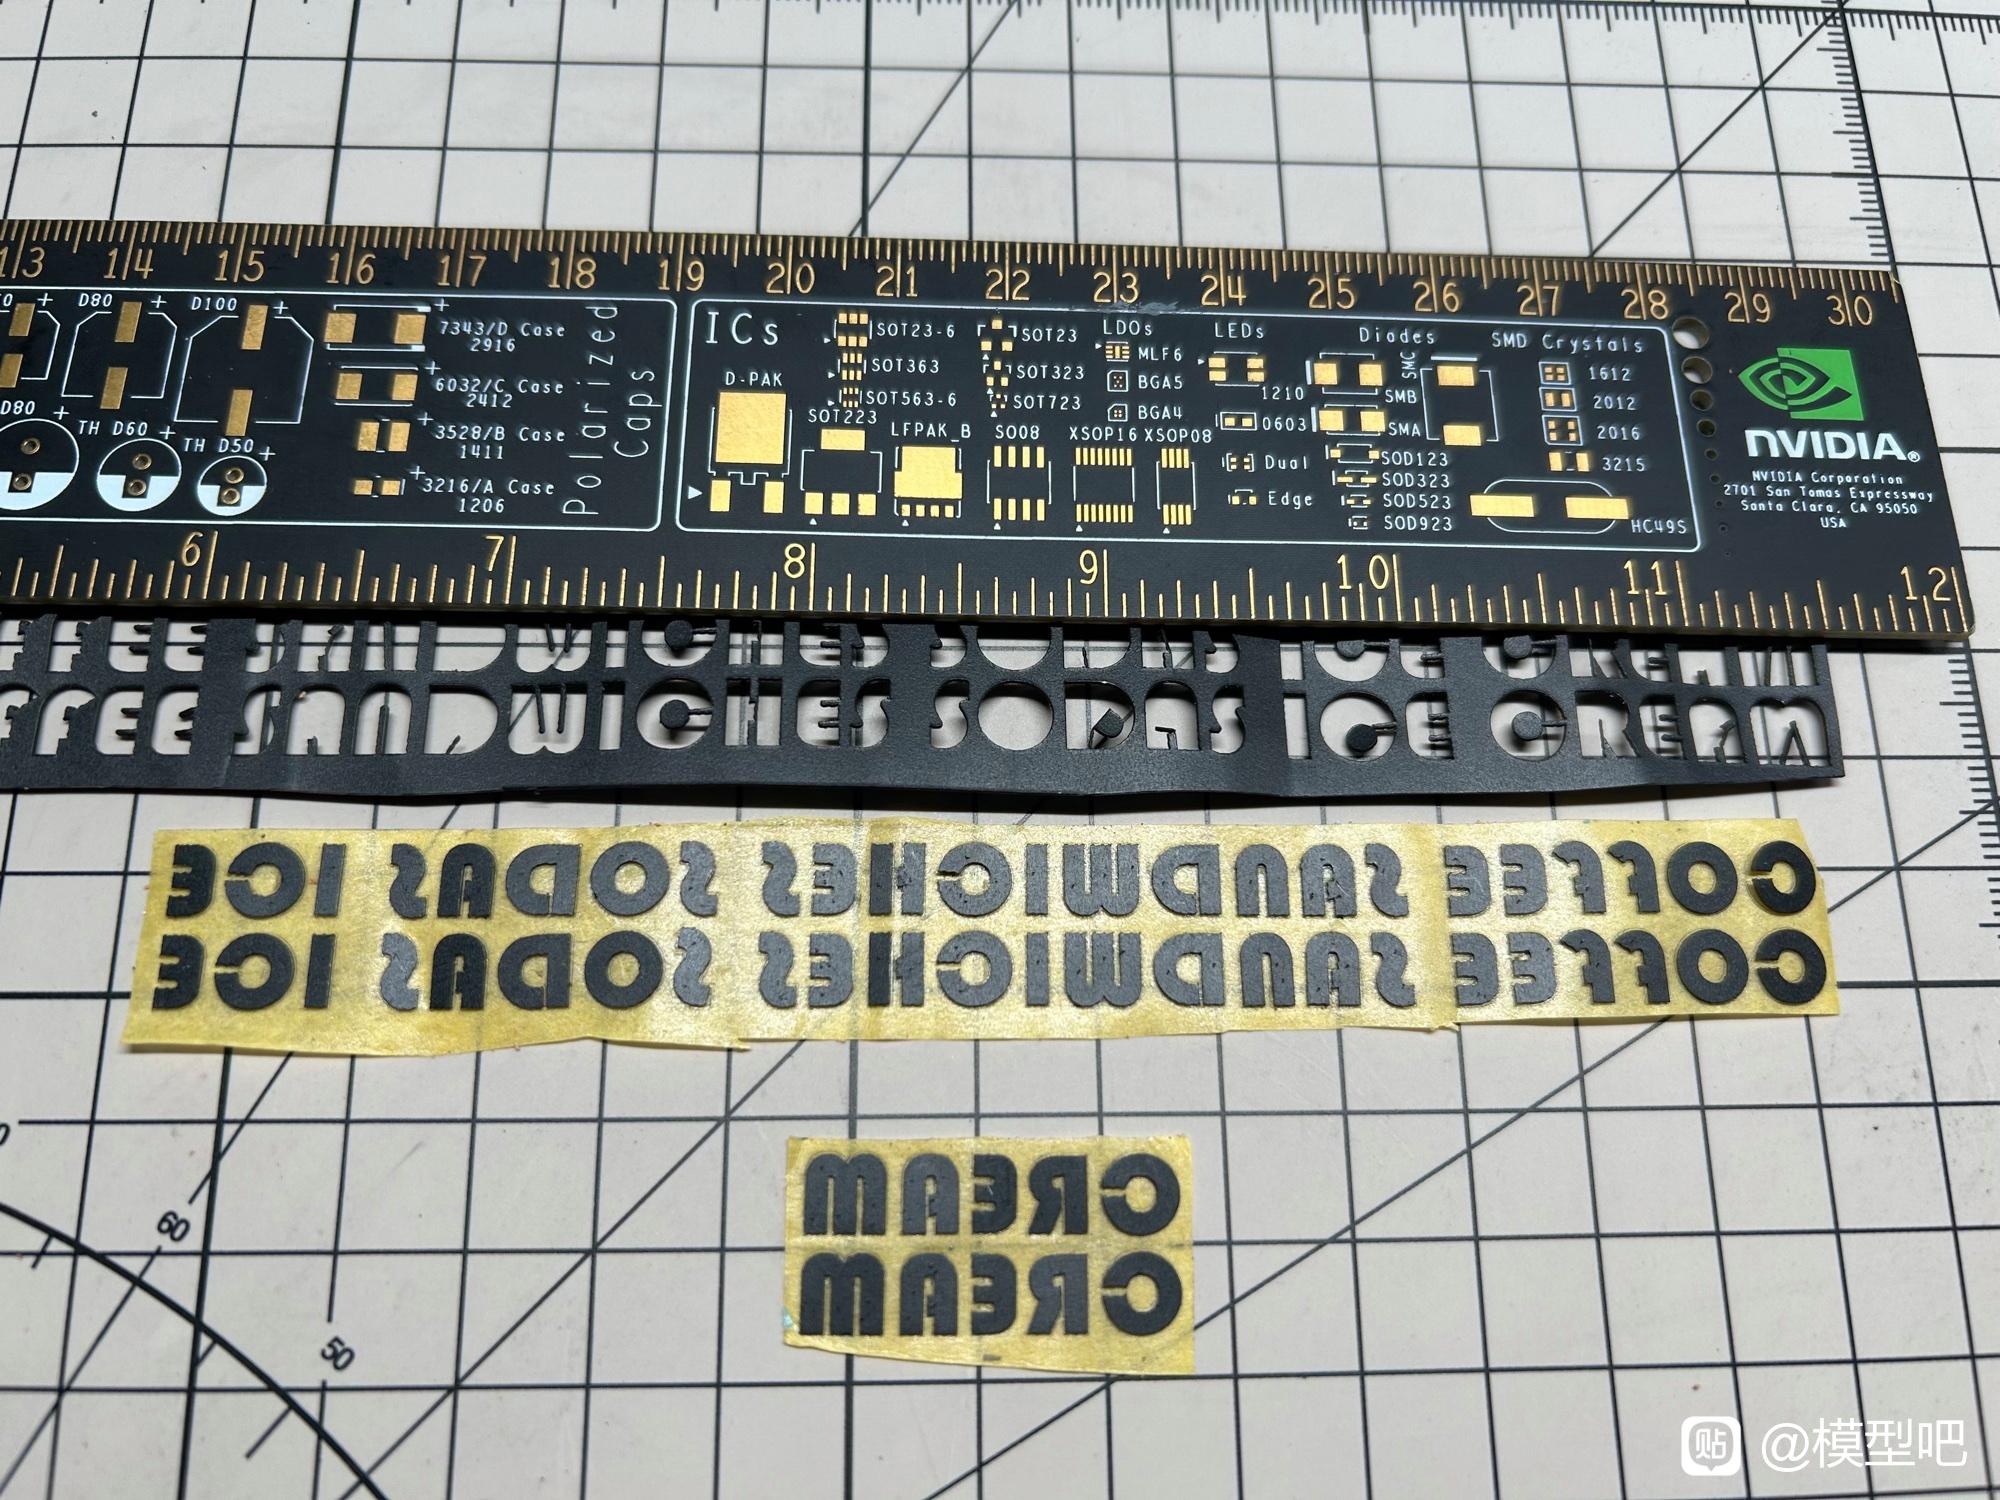 13 14 15 16 17 18 19 20 21 22 23 24 25 26 27 28 29 30
D80 + D100 +
+ 7343/D Case
2916
+ 6032/C Case
2412
+ 3528/B Case
1411
+ 3216/A Case
1206
D80 + TH D60 + TH D50 +
Polarized
Caps
ICs
D-PAK
SOT23-6
SOT363
SOT563-6
SOT223
LFPAK_B
SOT23
SOT323
SOT723
SO08
LDOs
MLF6
BGA5
BGA4
XSOP16 XSOP08
LEDs
1210
0603
Dual
Edge
Diodes
SMC
SMB
SMA
SOD123
SOD323
SOD523
SOD923
SMD Crystals
1612
2012
2016
3215
HC49S
NVIDIA®
NVIDIA Corporation
2701 San Tomas Expressway
Santa Clara, CA 95050
USA
6 7 8 9 10 11 12
COFFEE SANDWICHES SODAS ICE CREAM
COFFEE SANDWICHES SODAS ICE
COFFEE SANDWICHES SODAS ICE
CREAM
CREAM
60
50
贴 @模型吧